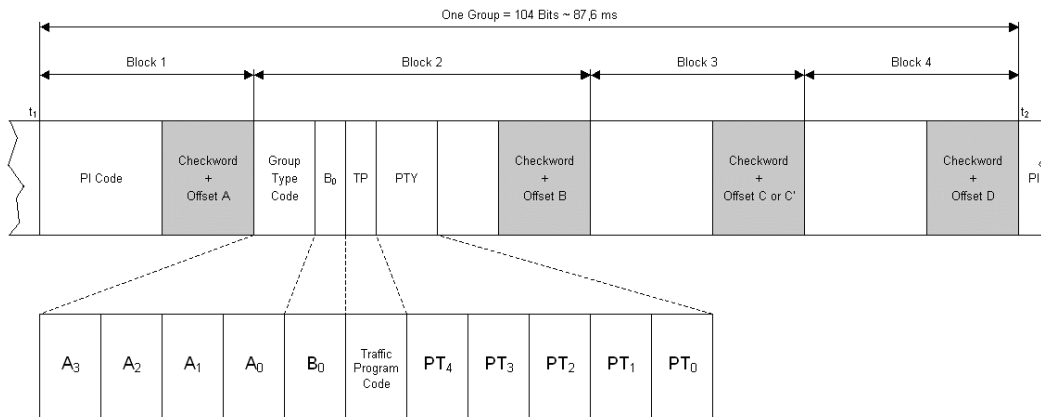 One Group = 104 Bits ~ 87,6 ms
Block 1
Block 2
Block 3
Block 4
t1
t2
PI Code
Checkword
+
Offset A
Group
Type
Code
B0
TP
PTY
Checkword
+
Offset B
Checkword
+
Offset C or C'
Checkword
+
Offset D
PI
A3
A2
A1
A0
B0
Traffic
Program
Code
PT4
PT3
PT2
PT1
PT0